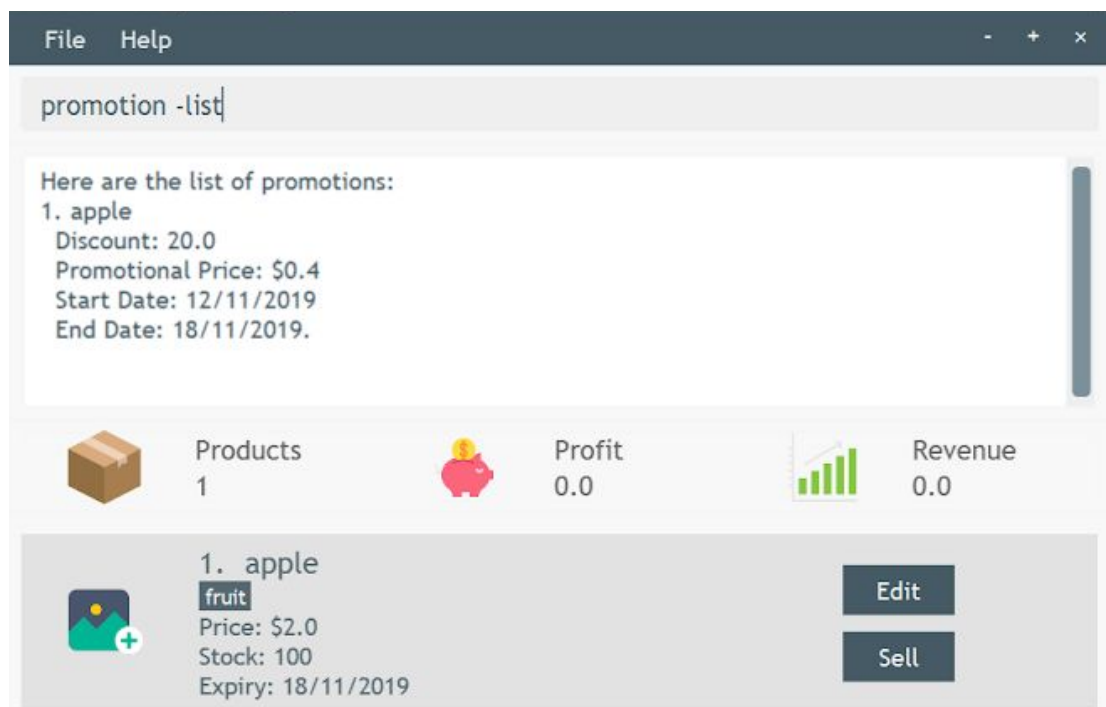 File Help - + ×
promotion -list
Here are the list of promotions:
1. apple
Discount: 20.0
Promotional Price: $0.4
Start Date: 12/11/2019
End Date: 18/11/2019.
Products Profit Revenue
1 0.0 0.0
1. apple
fruit
Edit
Price: $2.0
Stock: 100
Sell
Expiry: 18/11/2019